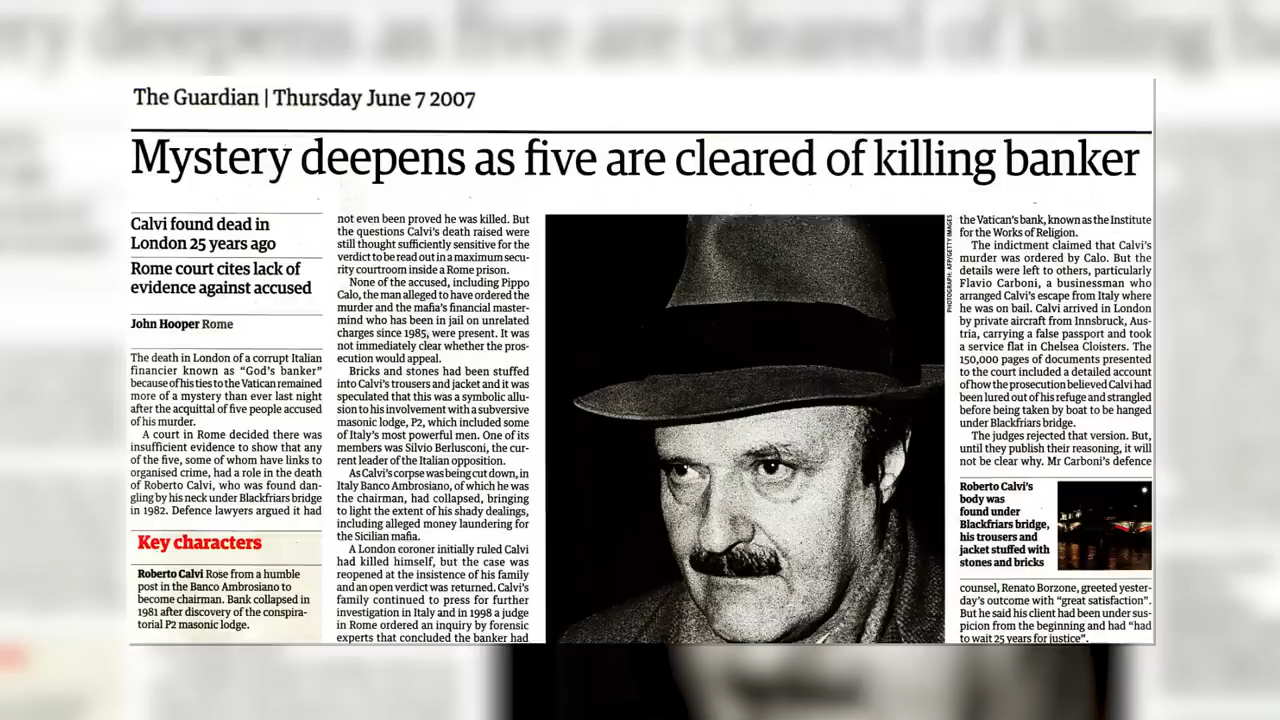 The Guardian | Thursday June 7 2007
Mystery deepens as five are cleared of killing banker
Calvi found dead in
London 25 years ago
Rome court cites lack of
evidence against accused
John Hooper Rome
The death in London of a corrupt Italian
financier known as “God’s banker”
because of his ties to the Vatican remained
more of a mystery than ever last night
after the acquittal of five people accused
of his murder.
A court in Rome decided there was
insufficient evidence to show that any
of the five, some of whom have links to
organised crime, had a role in the death
of Roberto Calvi, who was found dan-
gling by his neck under Blackfriars bridge
in 1982. Defence lawyers argued it had
Key characters
Roberto Calvi Rose from a humble
post in the Banco Ambrosiano to
become chairman. Bank collapsed in
1981 after discovery of the conspira-
torial P2 masonic lodge.
not even been proved he was killed. But
the questions Calvi’s death raised were
still thought sufficiently sensitive for the
verdict to be read out in a maximum secu-
rity courtroom inside a Rome prison.
None of the accused, including Pippo
Calo, the man alleged to have ordered the
murder and the mafia’s financial master-
mind who has been in jail on unrelated
charges since 1985, were present. It was
not immediately clear whether the pros-
ecution would appeal.
Bricks and stones had been stuffed
into Calvi’s trousers and jacket and it was
speculated that this was a symbolic allu-
sion to his involvement with a subversive
masonic lodge, P2, which included some
of Italy’s most powerful men. One of its
members was Silvio Berlusconi, the cur-
rent leader of the Italian opposition.
As Calvi’s corpse was being cut down, in
Italy Banco Ambrosiano, of which he was
the chairman, had collapsed, bringing
to light the extent of his shady dealings,
including alleged money laundering for
the Sicilian mafia.
A London coroner initially ruled Calvi
had killed himself, but the case was
reopened at the insistence of his family
and an open verdict was returned. Calvi’s
family continued to press for further
investigation in Italy and in 1998 a judge
in Rome ordered an inquiry by forensic
experts that concluded the banker had
PHOTOGRAPH: AFP/GETTY IMAGES
the Vatican’s bank, known as the Institute
for the Works of Religion.
The indictment claimed that Calvi’s
murder was ordered by Calo. But the
details were left to others, particularly
Flavio Carboni, a businessman who
arranged Calvi’s escape from Italy where
he was on bail. Calvi arrived in London
by private aircraft from Innsbruck, Aus-
tria, carrying a false passport and took
a service flat in Chelsea Cloisters. The
150,000 pages of documents presented
to the court included a detailed account
of how the prosecution believed Calvi had
been lured out of his refuge and strangled
before being taken by boat to be hanged
under Blackfriars bridge.
The judges rejected that version. But,
until they publish their reasoning, it will
not be clear why. Mr Carboni’s defence
Roberto Calvi’s
body was
found under
Blackfriars bridge,
his trousers and
jacket stuffed with
stones and bricks
counsel, Renato Borzone, greeted yester-
day’s outcome with “great satisfaction”.
But he said his client had been under sus-
picion from the beginning and had “had
to wait 25 years for justice”.